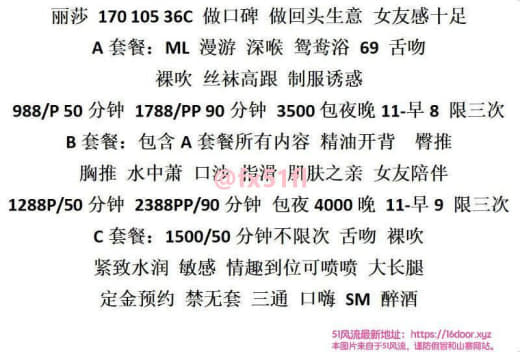 丽莎 170 105 36C 做口碑 做回头生意 女友感十足
A 套餐：ML 漫游 深喉 鸳鸯浴 69 舌吻
裸吹 丝袜高跟 制服诱惑
988/P 50 分钟 1788/PP 90 分钟 3500 包夜晚 11-早 8 限三次
B 套餐：包含 A 套餐所有内容 精油开背 臀推
胸推 水中萧 口沙 指滑 肌肤之亲 女友陪伴
@fx51fl
1288P/50 分钟 2388PP/90 分钟 包夜 4000 晚 11-早 9 限三次
C 套餐：1500/50 分钟不限次 舌吻 裸吹
紧致水润 敏感 情趣到位可喷喷 大长腿
定金预约 禁无套 三通 口嗨 SM 醉酒
51风流最新地址：https://16door.xyz
本图片来自于51风流，谨防假冒和山寨网站。